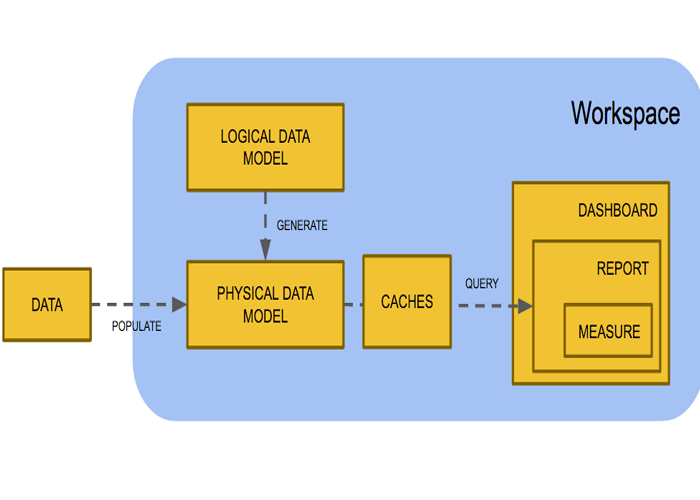 Workspace
LOGICAL DATA
MODEL
GENERATE
DASHBOARD
REPORT
MEASURE
DATA
POPULATE
PHYSICAL DATA
MODEL
CACHES
QUERY